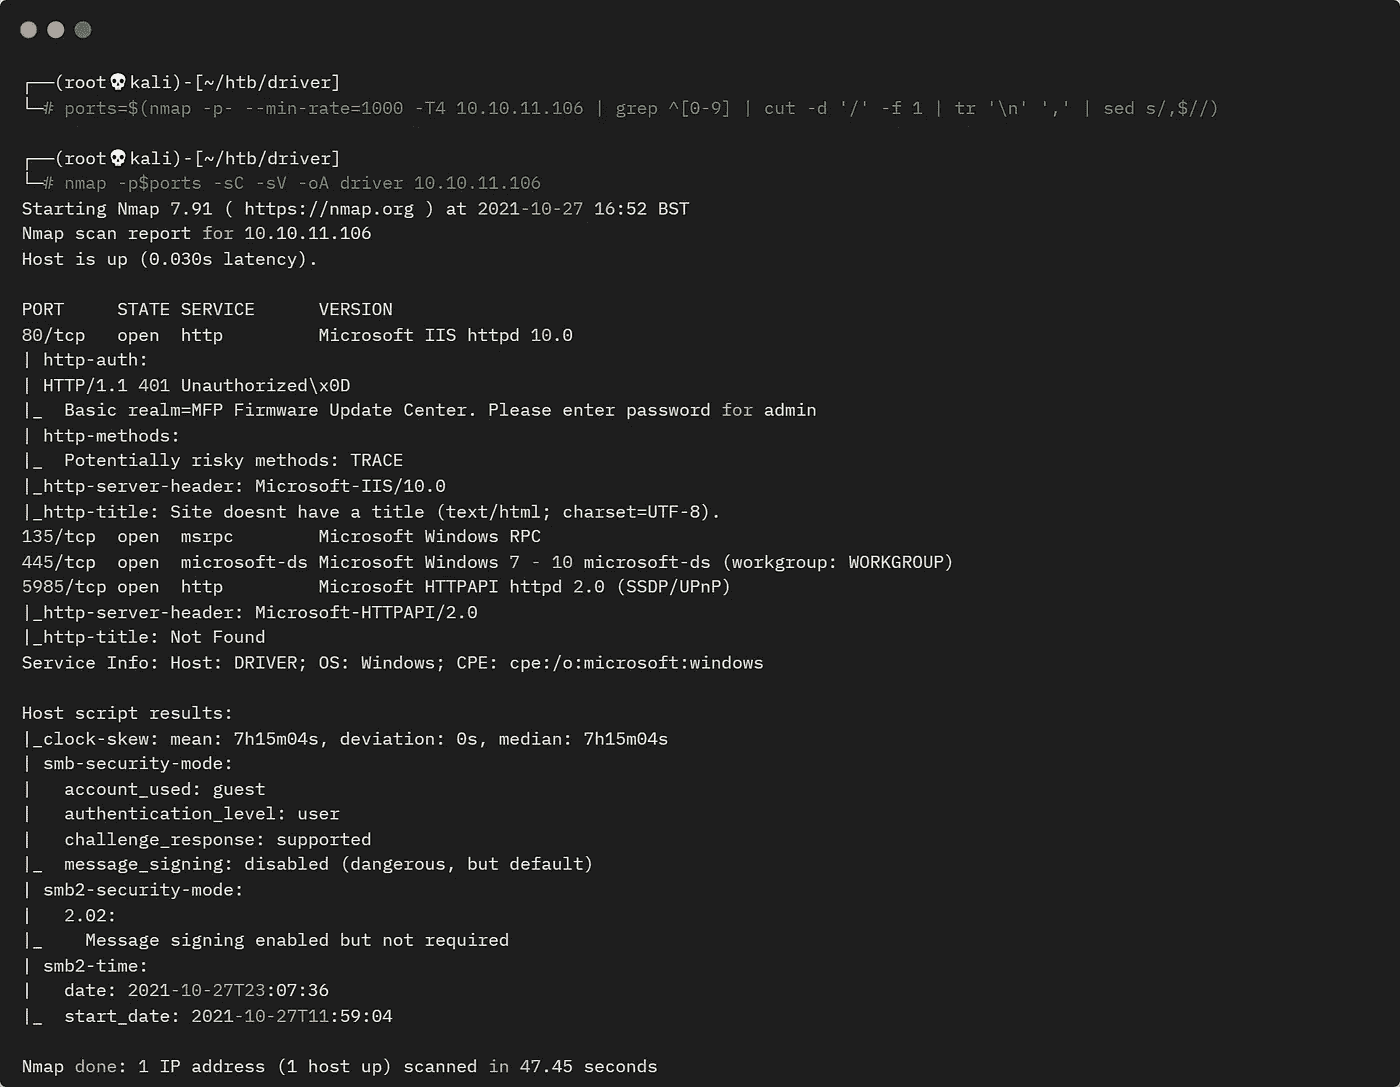 ┌──(root💀kali)-[~/htb/driver]
└─# ports=$(nmap -p- --min-rate=1000 -T4 10.10.11.106 | grep ^[0-9] | cut -d '/' -f 1 | tr '\n' ',' | sed s/,$//)
┌──(root💀kali)-[~/htb/driver]
└─# nmap -p$ports -sC -sV -oA driver 10.10.11.106
Starting Nmap 7.91 ( https://nmap.org ) at 2021-10-27 16:52 BST
Nmap scan report for 10.10.11.106
Host is up (0.030s latency).

PORT     STATE SERVICE      VERSION
80/tcp   open  http         Microsoft IIS httpd 10.0
| http-auth:
| HTTP/1.1 401 Unauthorized\x0D
|_  Basic realm=MFP Firmware Update Center. Please enter password for admin
| http-methods:
|_  Potentially risky methods: TRACE
|_http-server-header: Microsoft-IIS/10.0
|_http-title: Site doesnt have a title (text/html; charset=UTF-8).
135/tcp  open  msrpc        Microsoft Windows RPC
445/tcp  open  microsoft-ds Microsoft Windows 7 - 10 microsoft-ds (workgroup: WORKGROUP)
5985/tcp open  http         Microsoft HTTPAPI httpd 2.0 (SSDP/UPnP)
|_http-server-header: Microsoft-HTTPAPI/2.0
|_http-title: Not Found
Service Info: Host: DRIVER; OS: Windows; CPE: cpe:/o:microsoft:windows

Host script results:
|_clock-skew: mean: 7h15m04s, deviation: 0s, median: 7h15m04s
| smb-security-mode:
|   account_used: guest
|   authentication_level: user
|   challenge_response: supported
|_  message_signing: disabled (dangerous, but default)
| smb2-security-mode:
|   2.02:
|_    Message signing enabled but not required
| smb2-time:
|   date: 2021-10-27T23:07:36
|_  start_date: 2021-10-27T11:59:04

Nmap done: 1 IP address (1 host up) scanned in 47.45 seconds